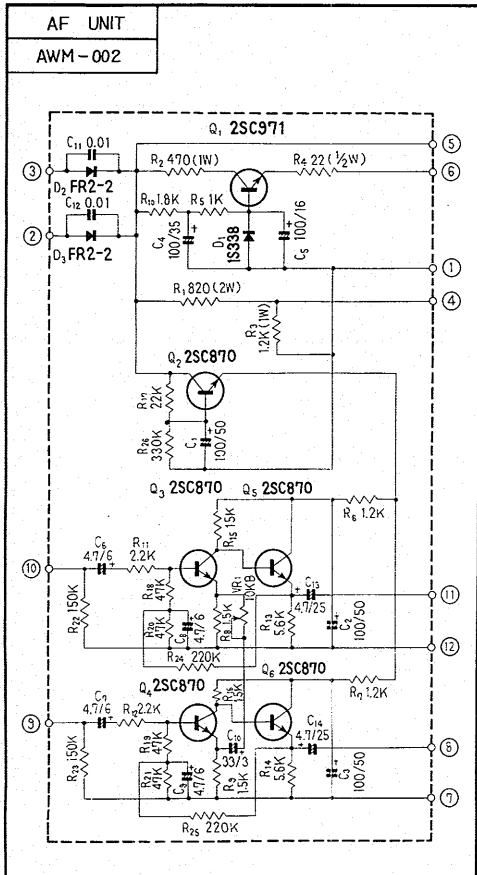 AF UNIT
AWM-002
Q1 2SC971
C11 0.01
5
3
R2 470 (1W)
R4 22 (½W)
6
D2 FR2-2
C12 0.01
R10 1.8K
R5 1K
2
D3 FR2-2
C4 100/35
D1 1S338
C5 100/16
1
R1 820 (2W)
4
R3 1.2K (1W)
Q2 2SC870
R17 22K
R26 330K
C1 100/50
Q3 2SC870
Q5 2SC870
R15 15K
R6 1.2K
C6 4.7/6
R11 2.2K
10
R18 47K
VR1 10KB
C13 4.7/25
11
R22 150K
R20 47K
C8 4.7/6
R8 1.5K
R13 5.6K
C2 100/50
12
R24 220K
Q4 2SC870
Q6 2SC870
R7 1.2K
C7 4.7/6
R12 2.2K
R16 15K
9
R19 47K
C10 33/3
C14 4.7/25
8
R23 150K
R21 47K
C9 4.7/6
R9 1.5K
R14 5.6K
C3 100/50
7
R25 220K